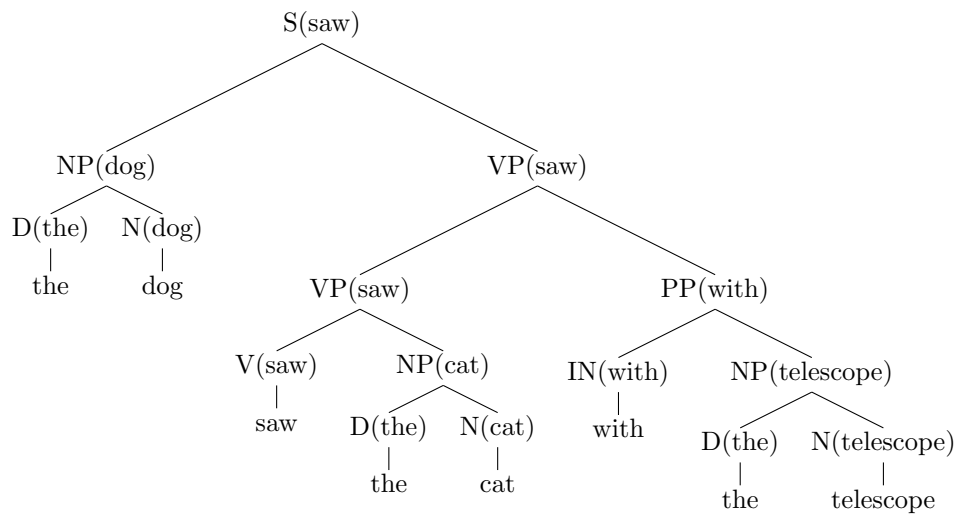 S(saw)
NP(dog) VP(saw)
D(the) N(dog)
the dog
VP(saw) PP(with)
V(saw) NP(cat) IN(with) NP(telescope)
saw D(the) N(cat) with D(the) N(telescope)
the cat the telescope